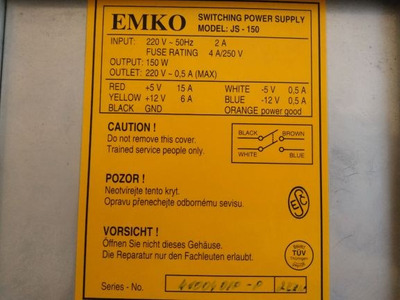 EMKO SWITCHING POWER SUPPLY
MODEL: JS - 150
INPUT: 220 V ~ 50Hz 2 A
FUSE RATING 4 A/250 V
OUTPUT: 150 W
OUTLET: 220 V ~ 0,5 A (MAX)
RED +5 V 15 A WHITE -5 V 0,5 A
YELLOW +12 V 6 A BLUE -12 V 0,5 A
BLACK GND ORANGE power good
CAUTION !
Do not remove this cover.
Trained service people only.
BLACK BROWN
WHITE BLUE
POZOR !
Neotvírejte tento kryt.
Opravu přenechejte odbornému sevisu.
VORSICHT !
Öffnen Sie nicht dieses Gehäuse.
Die Reparatur nur den Fachleuten erlaubt.
TÜV
Series - No.